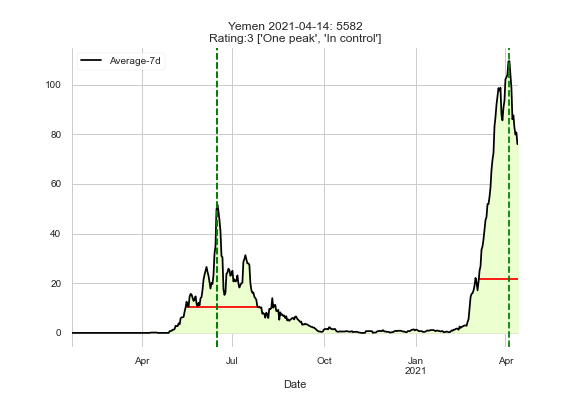 Yemen 2021-04-14: 5582
Rating:3 ['One peak', 'In control']
Average-7d
100
80
60
40
20
0
Apr
Jul
Oct
Jan
2021
Apr
Date